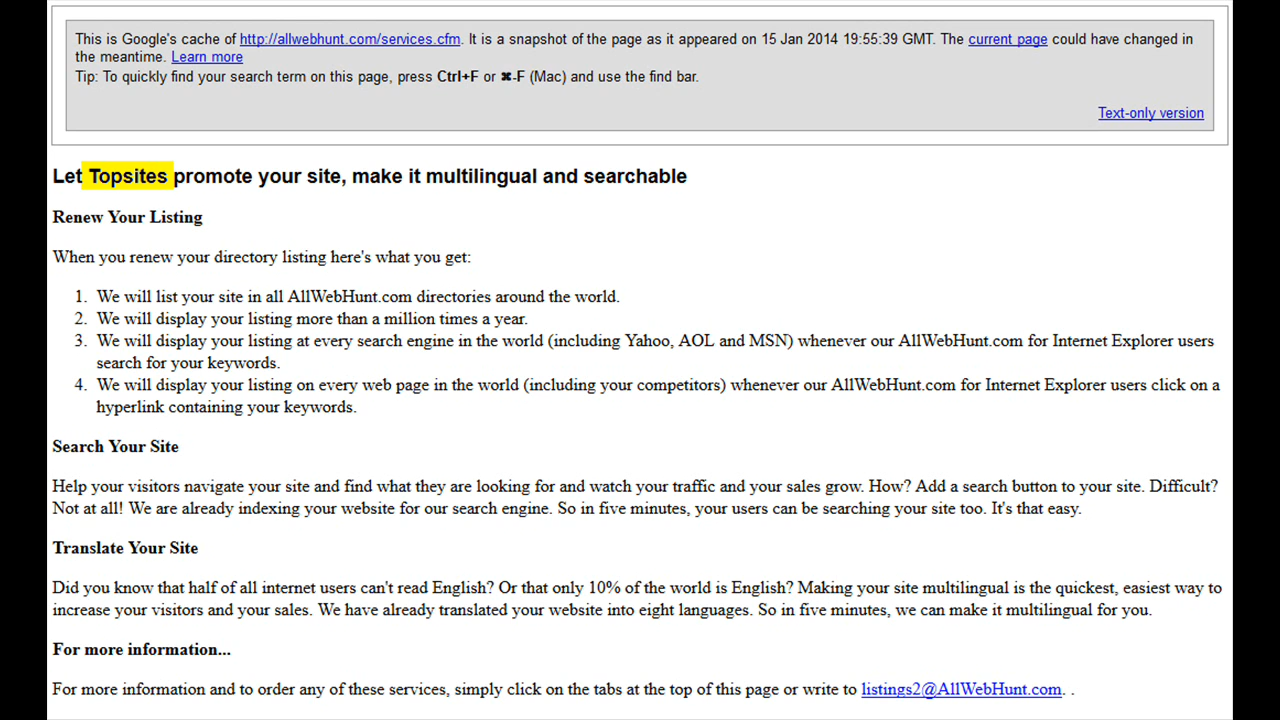 This is Google's cache of http://allwebhunt.com/services.cfm. It is a snapshot of the page as it appeared on 15 Jan 2014 19:55:39 GMT. The current page could have changed in
the meantime. Learn more
Tip: To quickly find your search term on this page, press Ctrl+F or ⌘-F (Mac) and use the find bar.
Text-only version
Let Topsites promote your site, make it multilingual and searchable
Renew Your Listing
When you renew your directory listing here's what you get:
1. We will list your site in all AllWebHunt.com directories around the world.
2. We will display your listing more than a million times a year.
3. We will display your listing at every search engine in the world (including Yahoo, AOL and MSN) whenever our AllWebHunt.com for Internet Explorer users
search for your keywords.
4. We will display your listing on every web page in the world (including your competitors) whenever our AllWebHunt.com for Internet Explorer users click on a
hyperlink containing your keywords.
Search Your Site
Help your visitors navigate your site and find what they are looking for and watch your traffic and your sales grow. How? Add a search button to your site. Difficult?
Not at all! We are already indexing your website for our search engine. So in five minutes, your users can be searching your site too. It's that easy.
Translate Your Site
Did you know that half of all internet users can't read English? Or that only 10% of the world is English? Making your site multilingual is the quickest, easiest way to
increase your visitors and your sales. We have already translated your website into eight languages. So in five minutes, we can make it multilingual for you.
For more information...
For more information and to order any of these services, simply click on the tabs at the top of this page or write to listings2@AllWebHunt.com. .